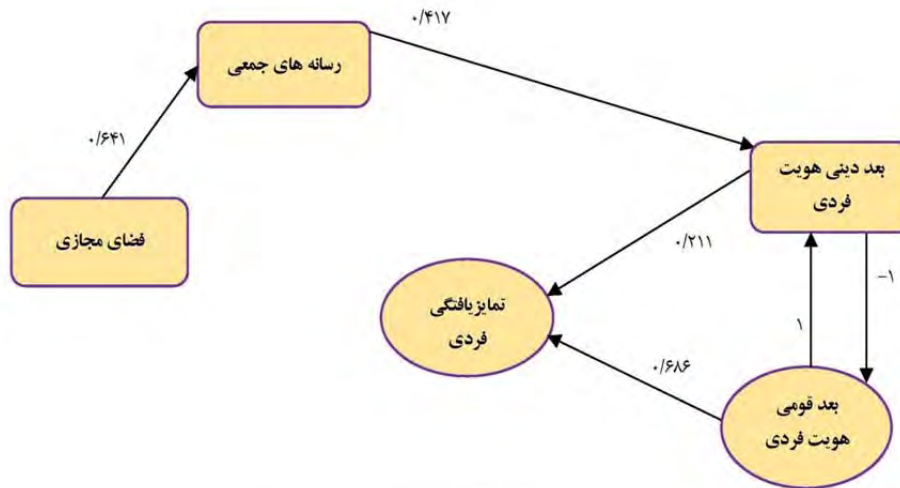 ۰/۴۱۷
رسانه های جمعی
۰/۶۴۱
بعد دینی هویت
فردی
فضای مجازی
۰/۲۱۱
تمایزیافتگی
فردی
−۱
۱
۰/۶۸۶
بعد قومی
هویت فردی